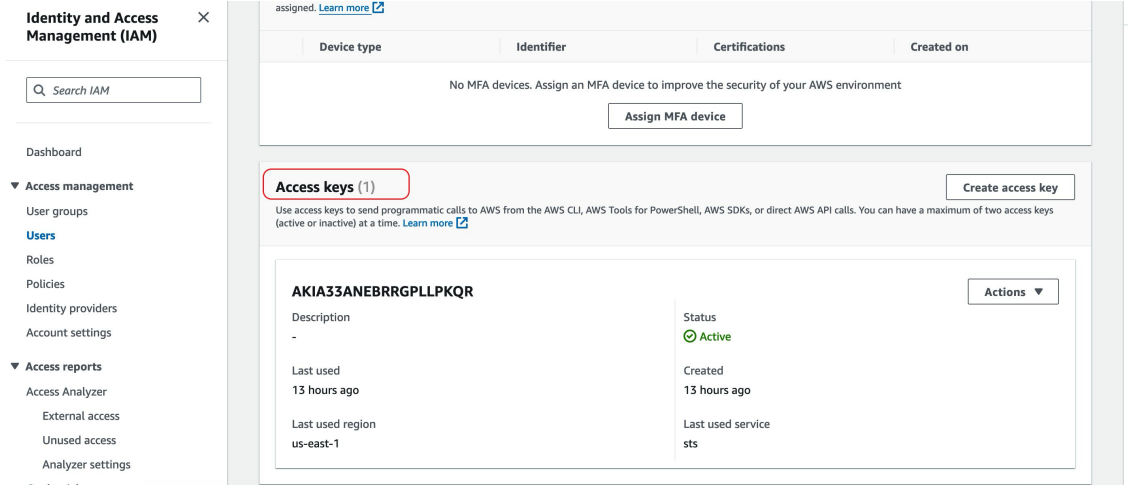 Identity and Access
Management (IAM)
Search IAM
Dashboard
Access management
User groups
Users
Roles
Policies
Identity providers
Account settings
Access reports
Access Analyzer
External access
Unused access
Analyzer settings
assigned. Learn more
Device type Identifier Certifications Created on
No MFA devices. Assign an MFA device to improve the security of your AWS environment
Assign MFA device
Access keys (1)
Create access key
Use access keys to send programmatic calls to AWS from the AWS CLI, AWS Tools for PowerShell, AWS SDKs, or direct AWS API calls. You can have a maximum of two access keys
(active or inactive) at a time. Learn more
AKIA33ANEBRRGPLLPKQR
Actions
Description
-
Status
Active
Last used
13 hours ago
Created
13 hours ago
Last used region
us-east-1
Last used service
sts